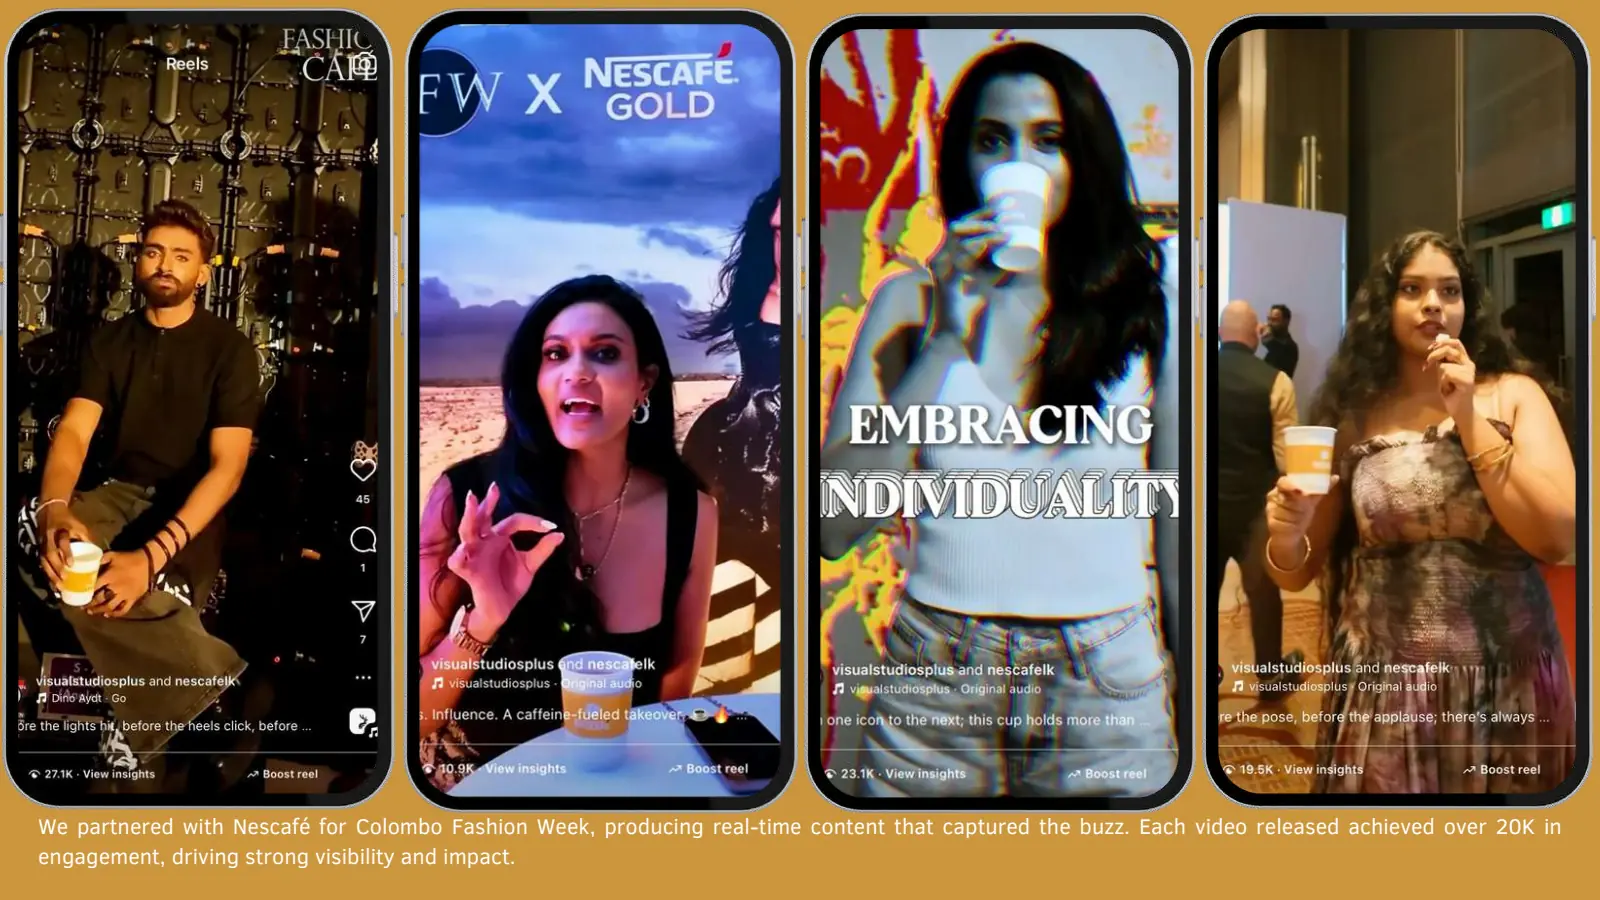 Reels
FASHIO
CAFE
45
1
7
visualstudiosplus and nescafelk
Dino Aydt · Go
ore the lights hit, before the heels click, before ...
27.1K · View insights
Boost reel
FW X NESCAFÉ.
GOLD
visualstudiosplus and nescafelk
visualstudiosplus · Original audio
s. Influence. A caffeine-fueled takeover. ☕🔥 ...
10.9K · View insights
Boost reel
EMBRACING
INDIVIDUALITY
visualstudiosplus and nescafelk
visualstudiosplus · Original audio
one icon to the next; this cup holds more than ...
23.1K · View insights
Boost reel
visualstudiosplus and nescafelk
visualstudiosplus · Original audio
re the pose, before the applause; there's always ...
19.5K · View insights
Boost reel
We partnered with Nescafé for Colombo Fashion Week, producing real-time content that captured the buzz. Each video released achieved over 20K in
engagement, driving strong visibility and impact.